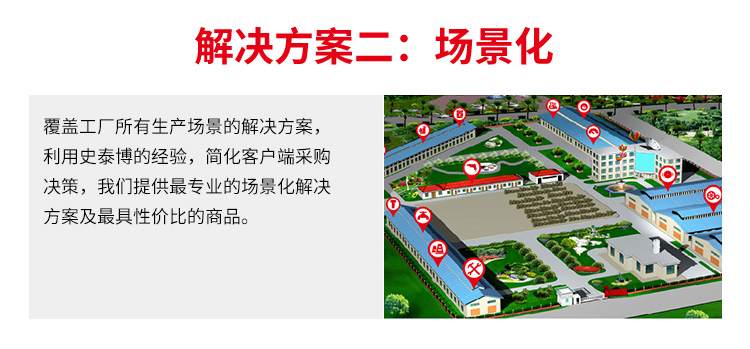 解决方案二：场景化
覆盖工厂所有生产场景的解决方案，
利用史泰博的经验，简化客户端采购
决策，我们提供最专业的场景化解决
方案及最具性价比的商品。